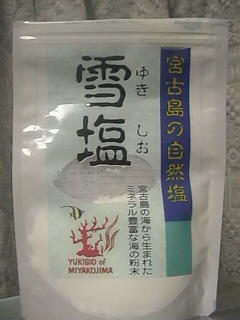 宮古島の自然塩
雪塩
ゆき しお
宮古島の海から生まれた
ミネラル豊富な海の粉末
YUKISIO of
MIYAKOJIMA